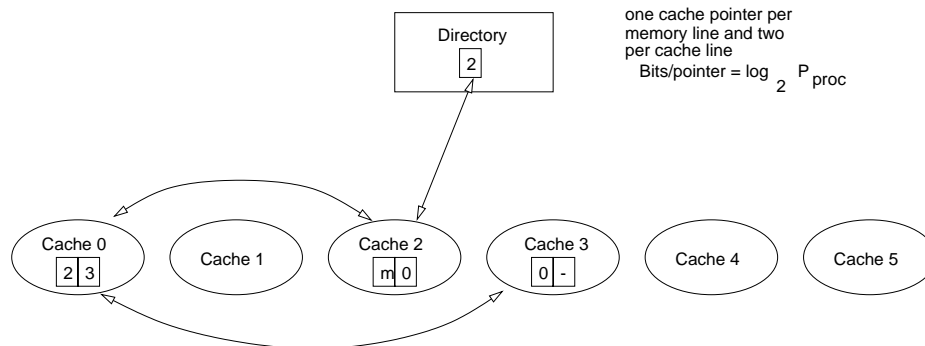 Directory
2
one cache pointer per
memory line and two
per cache line
Bits/pointer = log 2 P proc
Cache 0
2 3
Cache 1
Cache 2
m 0
Cache 3
0 -
Cache 4
Cache 5